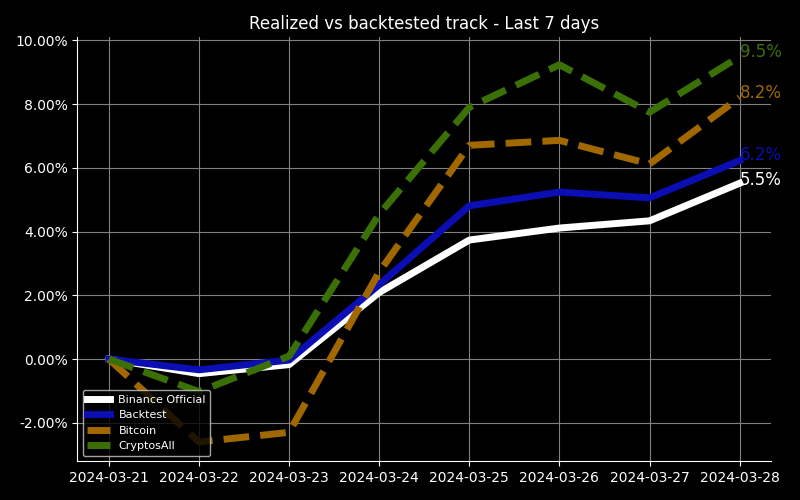 Realized vs backtested track - Last 7 days
10.00%
8.00%
6.00%
4.00%
2.00%
0.00%
-2.00%
9.5%
8.2%
6.2%
5.5%
Binance Official
Backtest
Bitcoin
CryptosAll
2024-03-21 2024-03-22 2024-03-23 2024-03-24 2024-03-25 2024-03-26 2024-03-27 2024-03-28